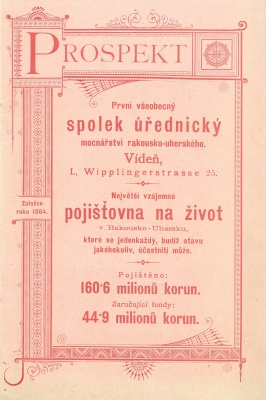 PROSPEKT
První všeobecný
spolek úřednický
mocnářství rakousko-uherského.
Vídeň,
I., Wipplingerstrasse 25.
Největší vzájemná
pojišťovna na život
v Rakousko-Uhersku,
které se jedenkaždý, budiž stavu
jakéhokoliv, účastniti může.
Založen
roku 1864.
Pojištěno:
160·6 milionů korun.
Zaručující fondy:
44·9 milionů korun.